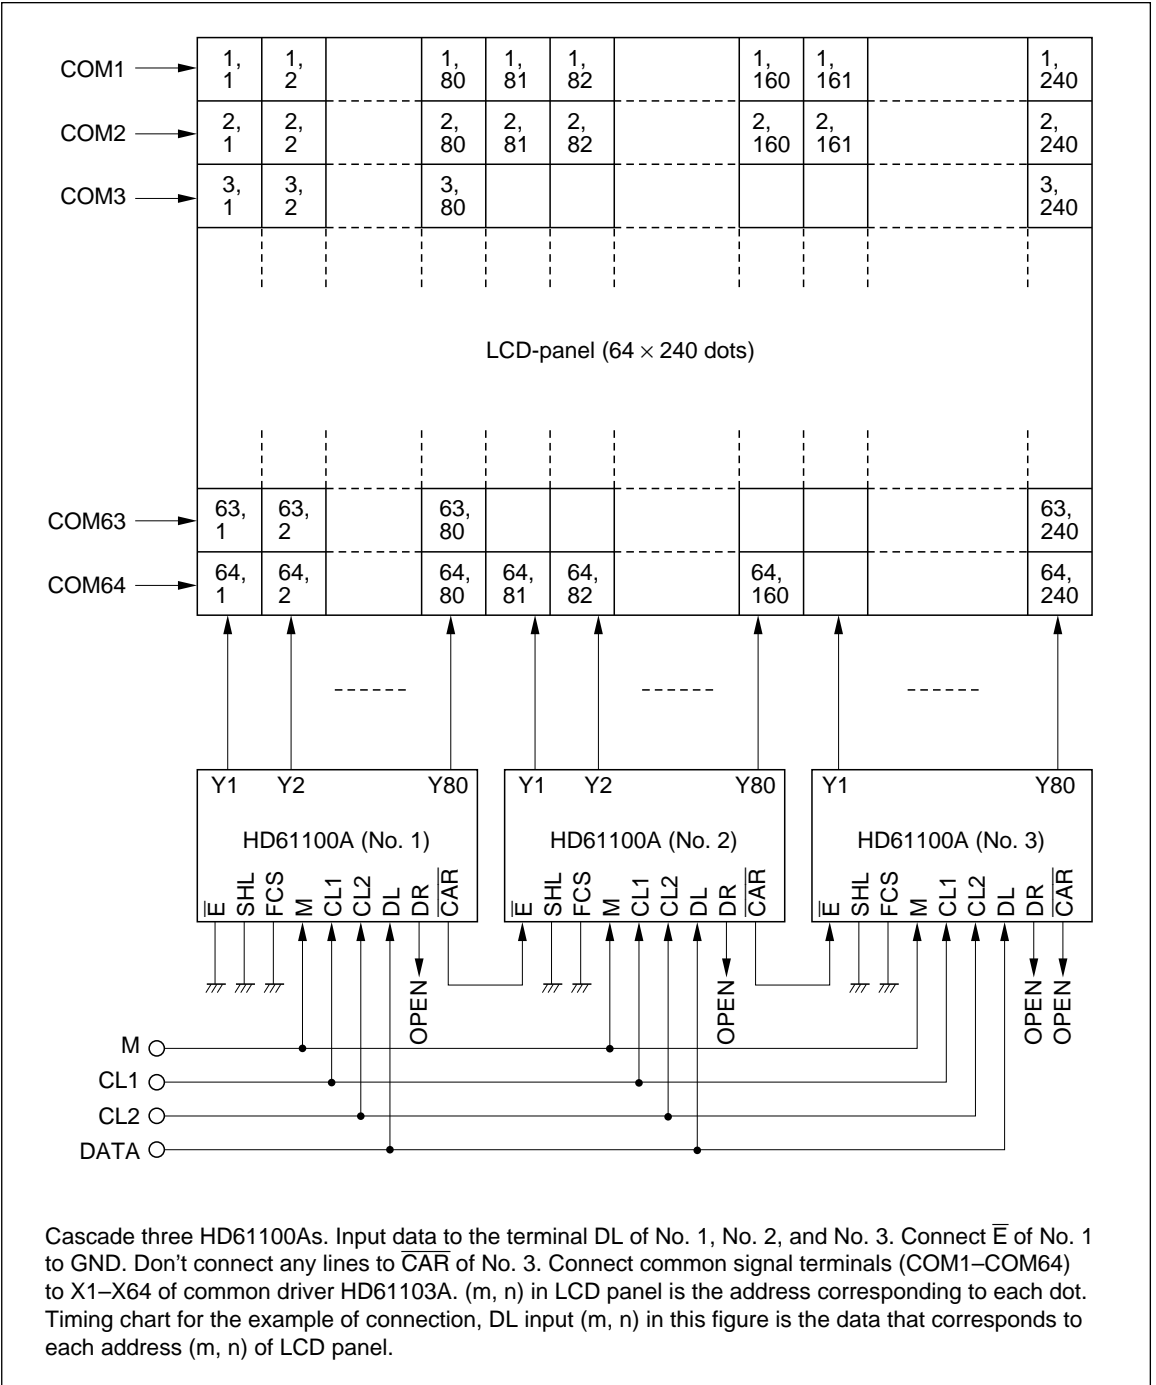 COM1 1, 1 1, 2 1, 80 1, 81 1, 82 1, 160 1, 161 1, 240
COM2 2, 1 2, 2 2, 80 2, 81 2, 82 2, 160 2, 161 2, 240
COM3 3, 1 3, 2 3, 80 3, 240
LCD-panel (64 × 240 dots)
COM63 63, 1 63, 2 63, 80 63, 240
COM64 64, 1 64, 2 64, 80 64, 81 64, 82 64, 160 64, 240
Y1 Y2 Y80 Y1 Y2 Y80 Y1 Y80
HD61100A (No. 1) HD61100A (No. 2) HD61100A (No. 3)
E̅ SHL FCS M CL1 CL2 DL DR C̅A̅R̅ E̅ SHL FCS M CL1 CL2 DL DR C̅A̅R̅ E̅ SHL FCS M CL1 CL2 DL DR C̅A̅R̅
OPEN OPEN OPEN OPEN
M
CL1
CL2
DATA
Cascade three HD61100As. Input data to the terminal DL of No. 1, No. 2, and No. 3. Connect E̅ of No. 1
to GND. Don't connect any lines to C̅A̅R̅ of No. 3. Connect common signal terminals (COM1–COM64)
to X1–X64 of common driver HD61103A. (m, n) in LCD panel is the address corresponding to each dot.
Timing chart for the example of connection, DL input (m, n) in this figure is the data that corresponds to
each address (m, n) of LCD panel.